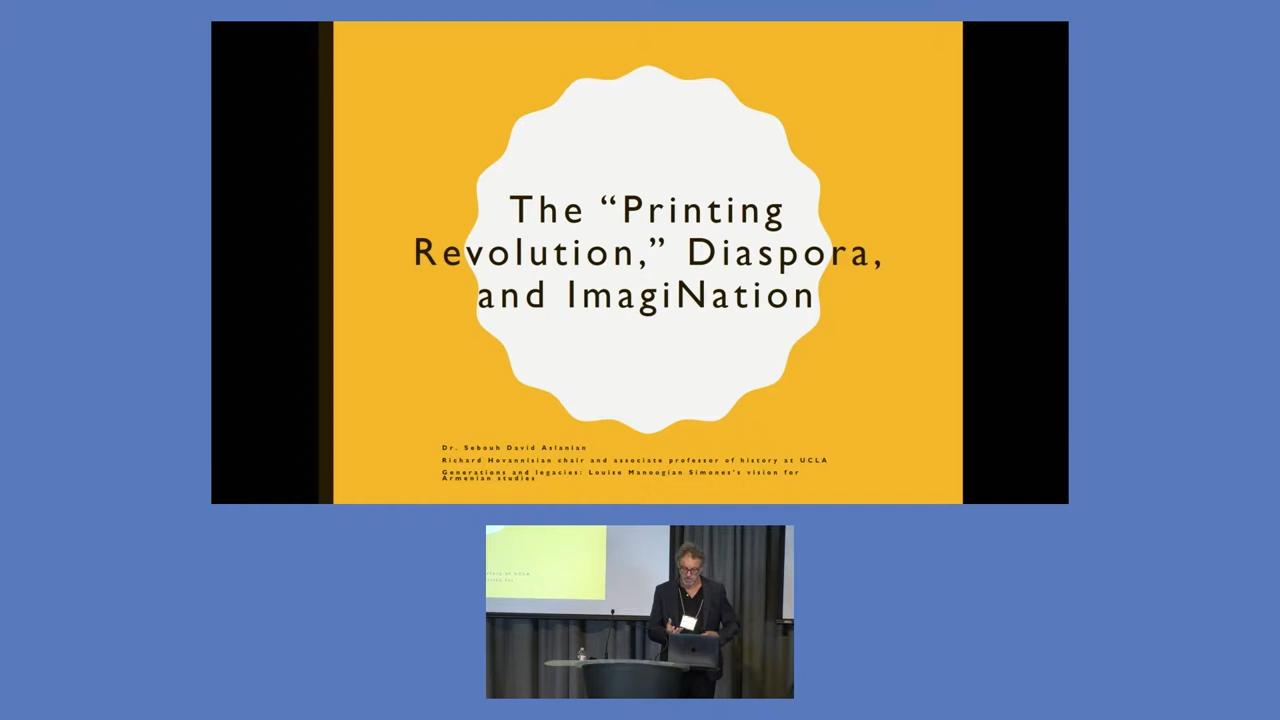 The “Printing
Revolution,” Diaspora,
and ImagiNation
Dr. Sebouh David Aslanian
Richard Hovannisian chair and associate professor of history at UCLA
Generations and legacies: Louise Manoogian Simones's vision for
Armenian studies